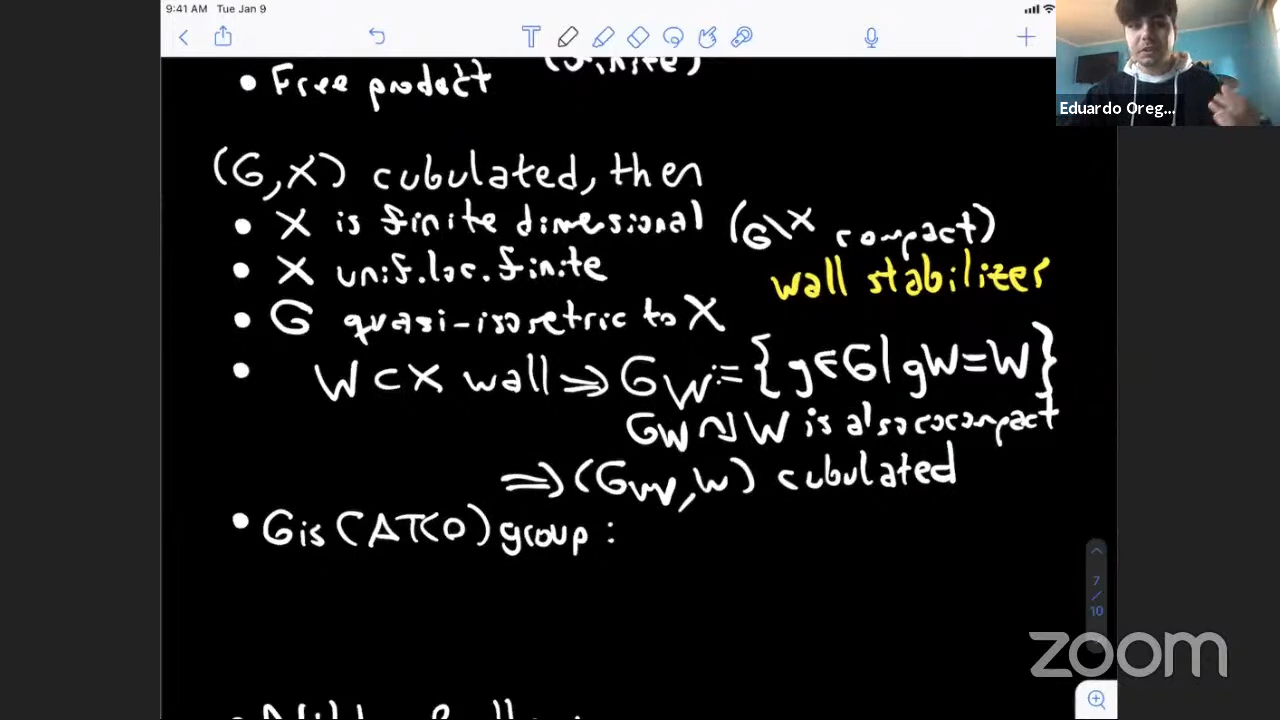 9:41 AM Tue Jan 9
(finite)
• Free product
Eduardo Oreg...
(G,X) cubulated, then
• X is finite dimensional (G\X compact)
• X unif. loc. finite
wall stabilizer
• G quasi-isometric to X
• W⊂X wall ⇒ G_W := {g∈G | gW=W}
G_W ↷ W is also cocompact
⇒ (G_W, W) cubulated
• G is CAT(0) group :
7
/
10
zoom